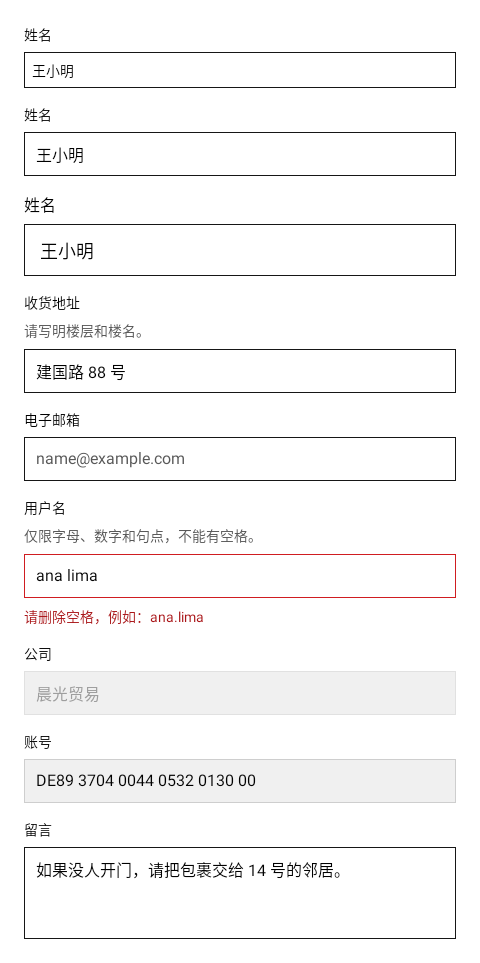 姓名
王小明
姓名
王小明
姓名
王小明
收货地址
请写明楼层和楼名。
建国路 88 号
电子邮箱
name@example.com
用户名
仅限字母、数字和句点，不能有空格。
ana lima
请删除空格，例如：ana.lima
公司
晨光贸易
账号
DE89 3704 0044 0532 0130 00
留言
如果没人开门，请把包裹交给 14 号的邻居。